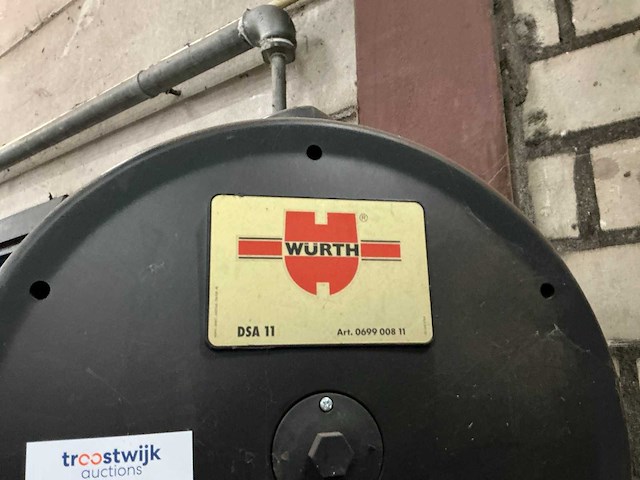 ®
WÜRTH
DSA 11 Art. 0699 008 11
troostwijk
auctions